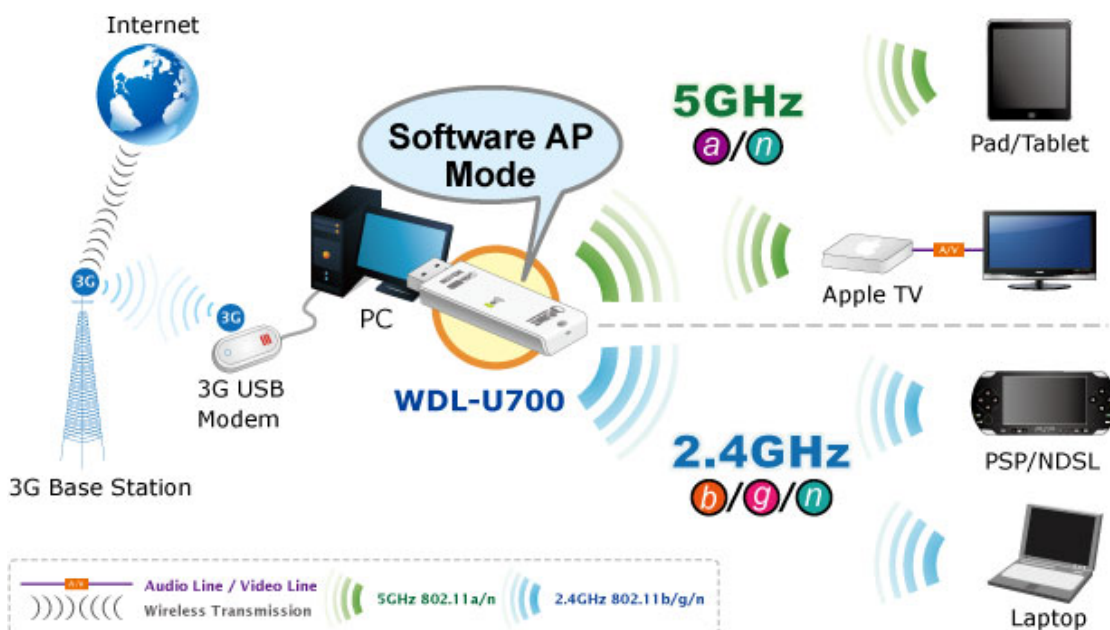 Internet
3G
3G
3G USB
Modem
3G Base Station
PC
Software AP
Mode
WDL-U700
5GHz
a/n
Pad/Tablet
Apple TV
A/V
2.4GHz
b/g/n
PSP/NDSL
Laptop
A/V
Audio Line / Video Line
Wireless Transmission
5GHz 802.11a/n
2.4GHz 802.11b/g/n